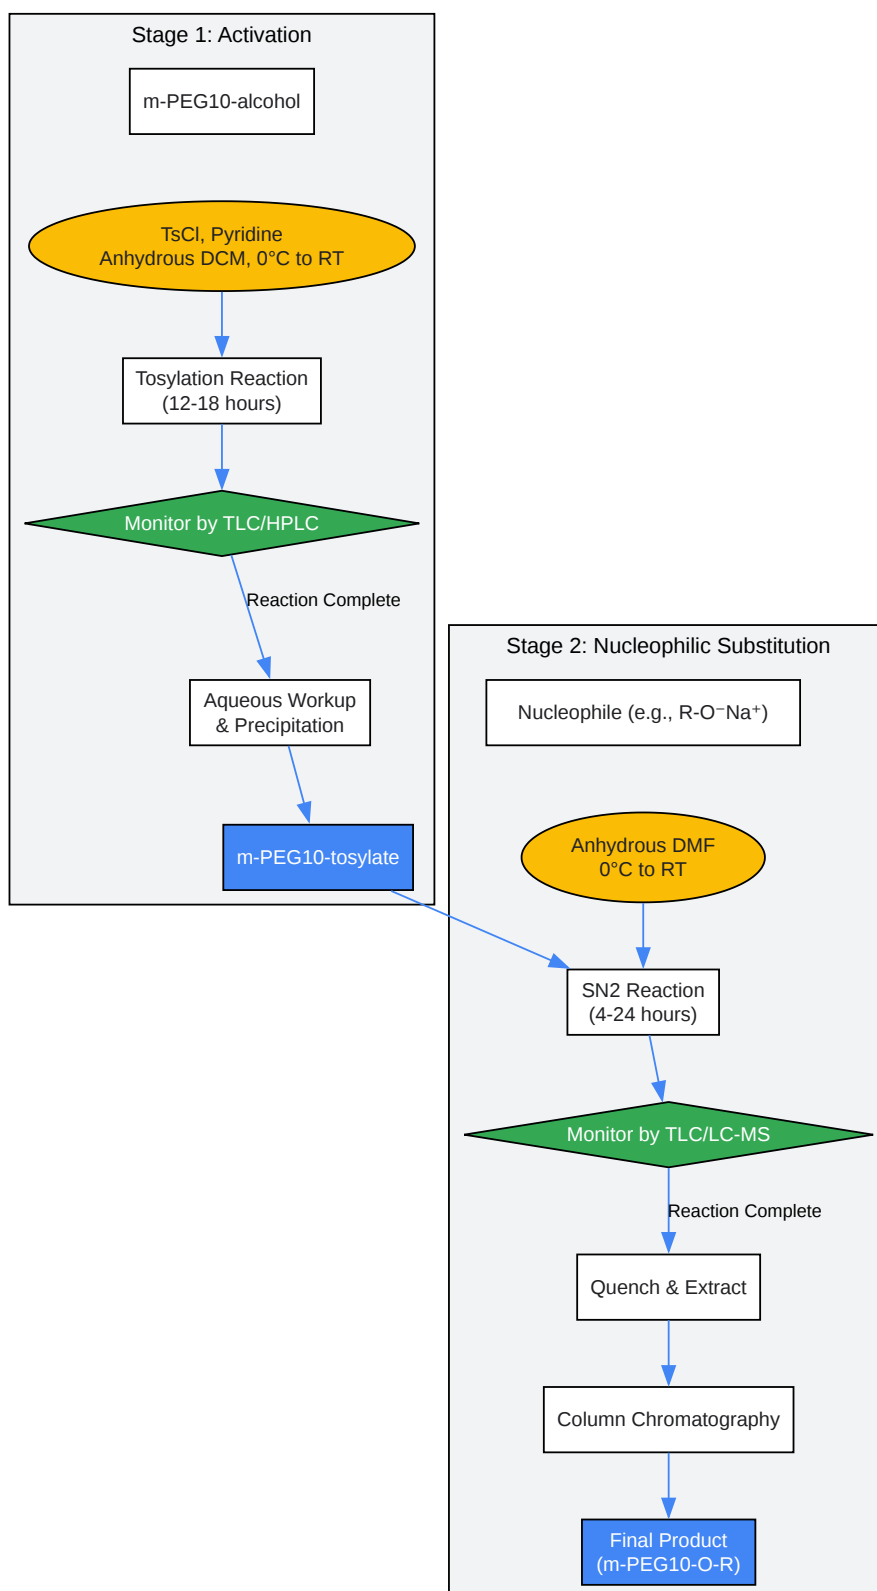 Stage 1: Activation
m-PEG10-alcohol
TsCl, Pyridine
Anhydrous DCM, 0°C to RT
Tosylation Reaction
(12-18 hours)
Monitor by TLC/HPLC
Reaction Complete
Aqueous Workup
& Precipitation
m-PEG10-tosylate
Stage 2: Nucleophilic Substitution
Nucleophile (e.g., R-O⁻Na⁺)
Anhydrous DMF
0°C to RT
SN2 Reaction
(4-24 hours)
Monitor by TLC/LC-MS
Reaction Complete
Quench & Extract
Column Chromatography
Final Product
(m-PEG10-O-R)